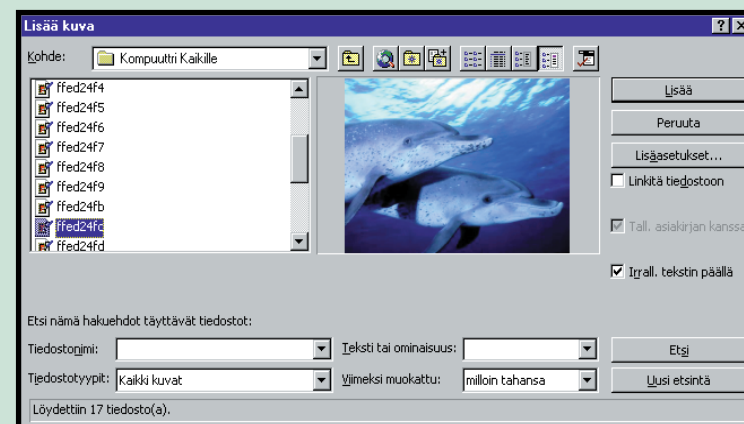 Lisää kuva
Kohde: Kompuuttri Kaikille
ffed24f4
ffed24f5
ffed24f6
ffed24f7
ffed24f8
ffed24f9
ffed24fb
ffed24fc
ffed24fd
Lisää
Peruuta
Lisäasetukset...
Linkitä tiedostoon
Tall. asiakirjan kanssa
Irrall. tekstin päällä
Etsi nämä hakuehdot täyttävät tiedostot:
Tiedostonimi: Teksti tai ominaisuus: Etsi
Tiedostotyypit: Kaikki kuvat Viimeksi muokattu: milloin tahansa Uusi etsintä
Löydettiin 17 tiedosto(a).